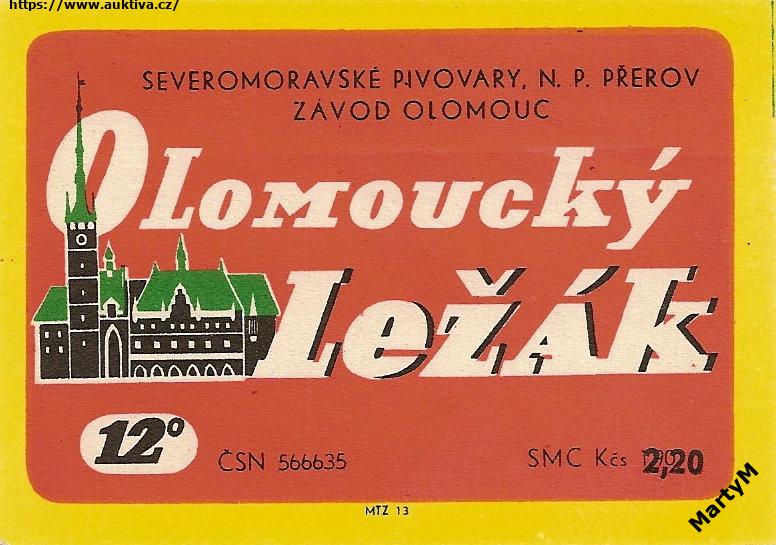 https://www.auktiva.cz/
SEVEROMORAVSKÉ PIVOVARY, N. P. PŘEROV
ZÁVOD OLOMOUC
OLOMOUCKÝ
LEŽÁK
12°
ČSN 566635
SMC Kčs 2,20
MTZ 13
MartyM